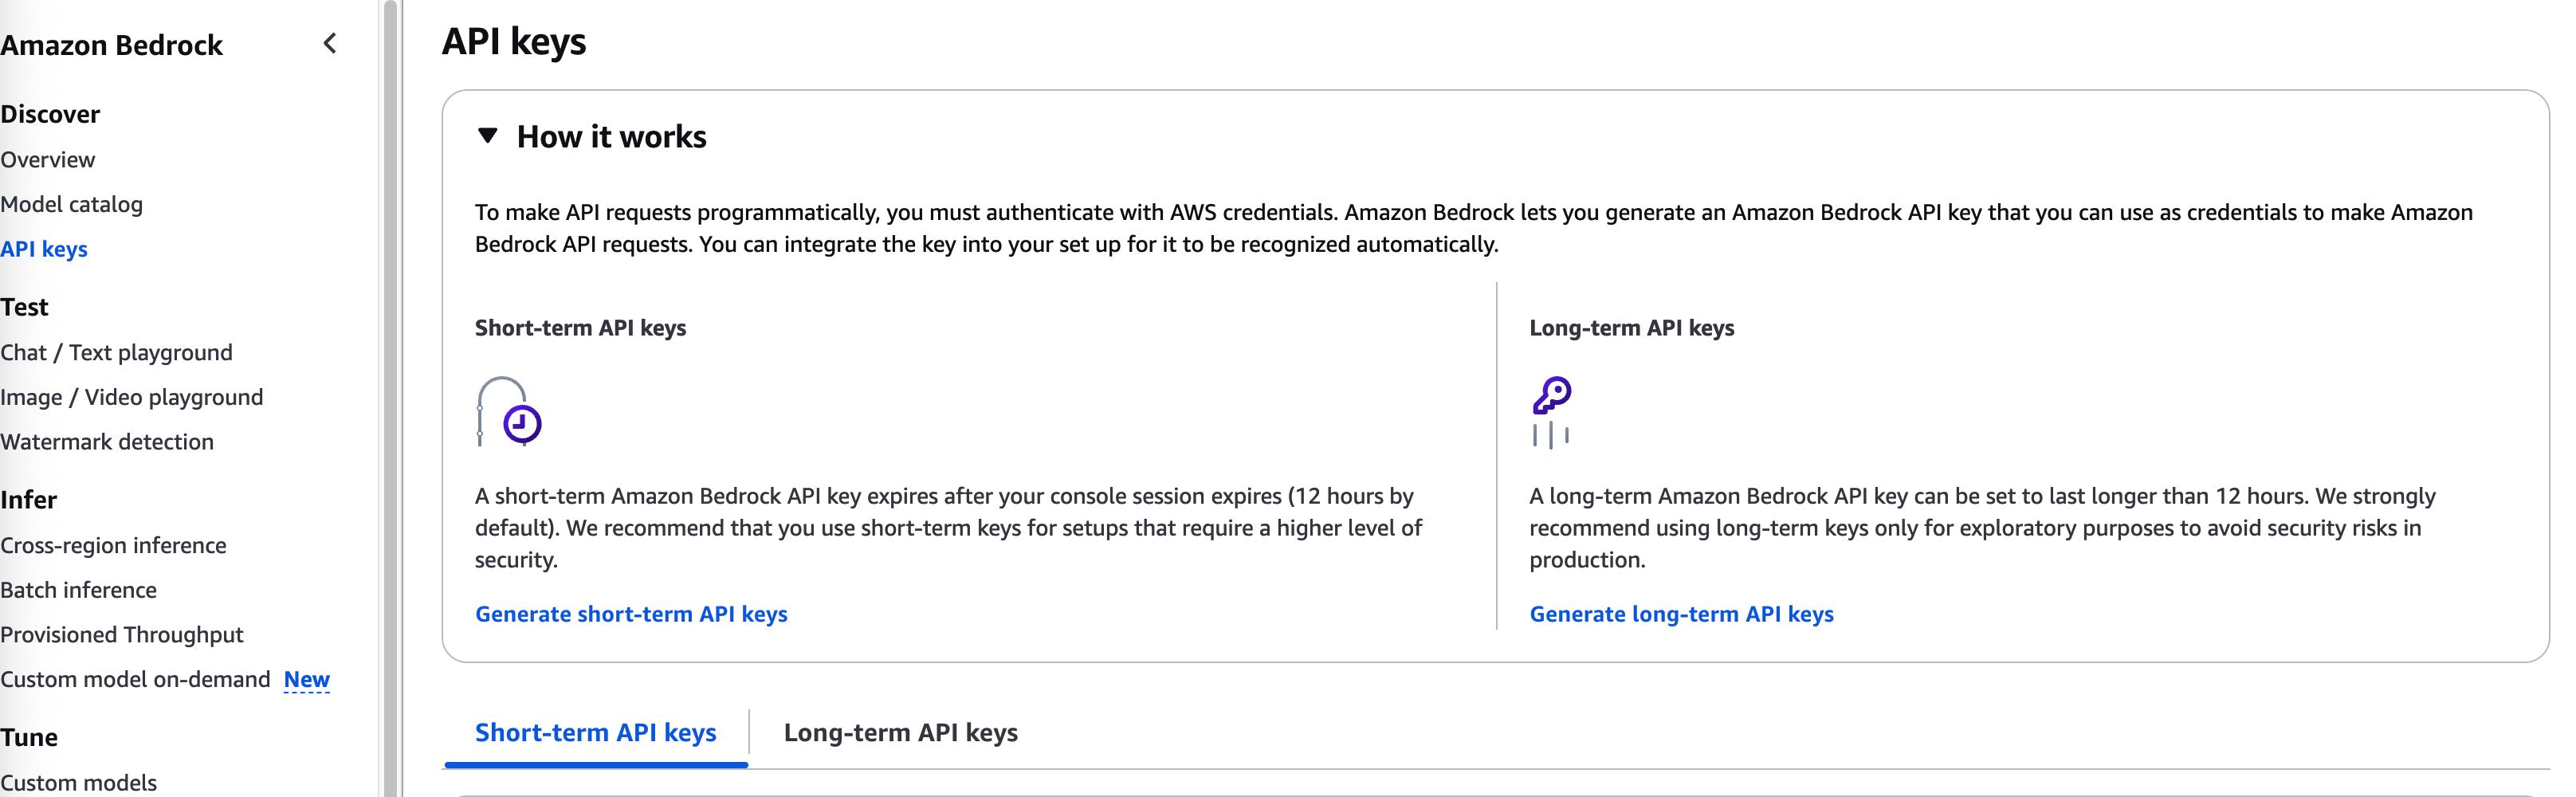 Amazon Bedrock
Discover
Overview
Model catalog
API keys
Test
Chat / Text playground
Image / Video playground
Watermark detection
Infer
Cross-region inference
Batch inference
Provisioned Throughput
Custom model on-demand New
Tune
Custom models
API keys
How it works
To make API requests programmatically, you must authenticate with AWS credentials. Amazon Bedrock lets you generate an Amazon Bedrock API key that you can use as credentials to make Amazon
Bedrock API requests. You can integrate the key into your set up for it to be recognized automatically.
Short-term API keys
A short-term Amazon Bedrock API key expires after your console session expires (12 hours by
default). We recommend that you use short-term keys for setups that require a higher level of
security.
Generate short-term API keys
Long-term API keys
A long-term Amazon Bedrock API key can be set to last longer than 12 hours. We strongly
recommend using long-term keys only for exploratory purposes to avoid security risks in
production.
Generate long-term API keys
Short-term API keys
Long-term API keys